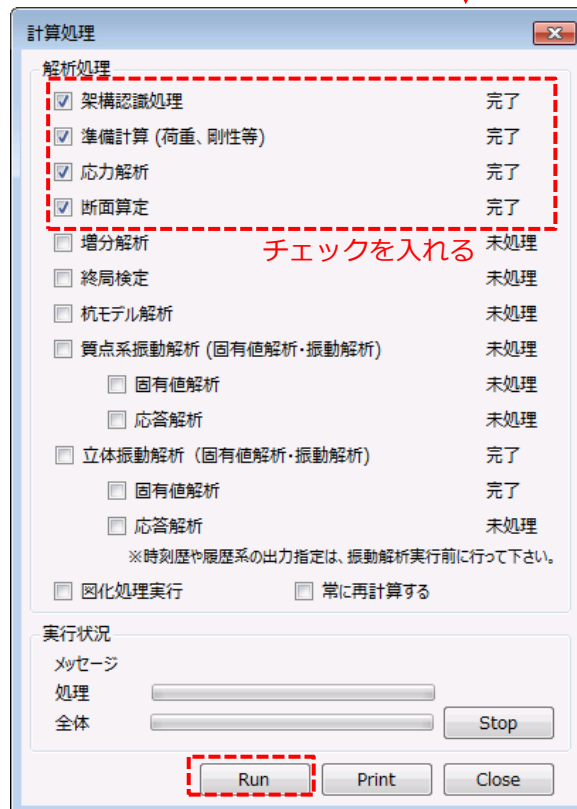 計算処理
解析処理
架構認識処理 完了
準備計算 (荷重、剛性等) 完了
応力解析 完了
断面算定 完了
増分解析 未処理
チェックを入れる
終局検定 未処理
杭モデル解析 未処理
質点系振動解析 (固有値解析・振動解析) 未処理
固有値解析 未処理
応答解析 未処理
立体振動解析 (固有値解析・振動解析) 完了
固有値解析 完了
応答解析 未処理
※時刻歴や履歴系の出力指定は、振動解析実行前に行って下さい。
図化処理実行 常に再計算する
実行状況
メッセージ
処理
全体 Stop
Run Print Close